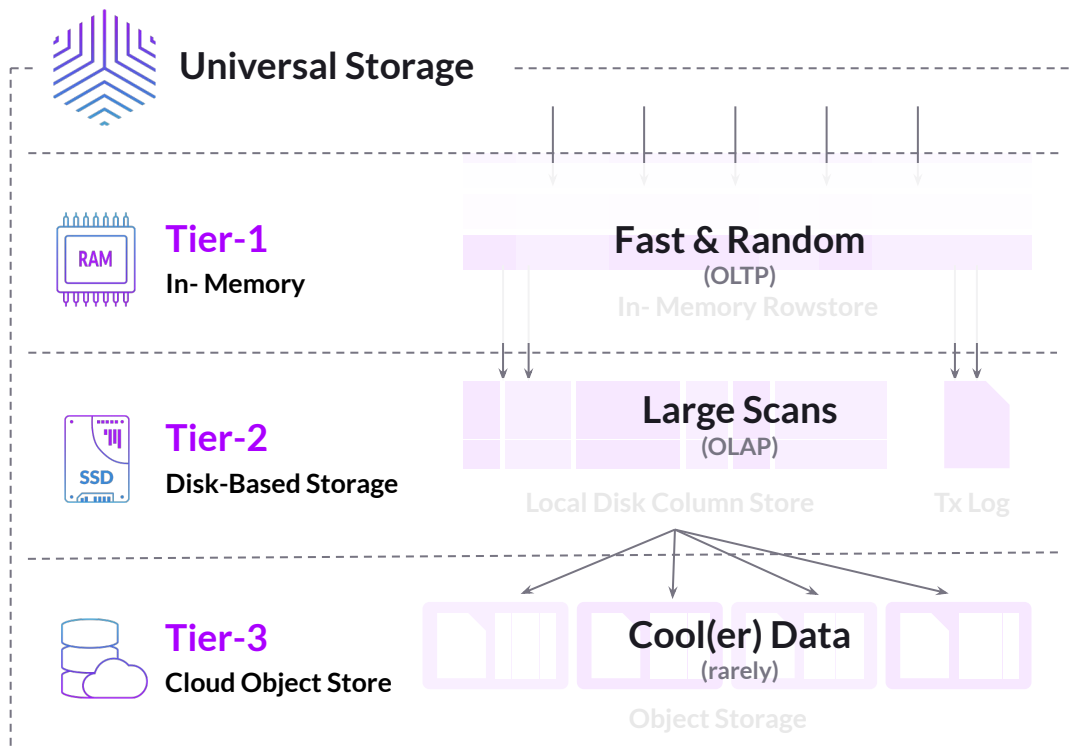 Universal Storage
RAM
Tier-1
In- Memory
Fast & Random
(OLTP)
In- Memory Rowstore
SSD
Tier-2
Disk-Based Storage
Large Scans
(OLAP)
Local Disk Column Store
Tx Log
Tier-3
Cloud Object Store
Cool(er) Data
(rarely)
Object Storage